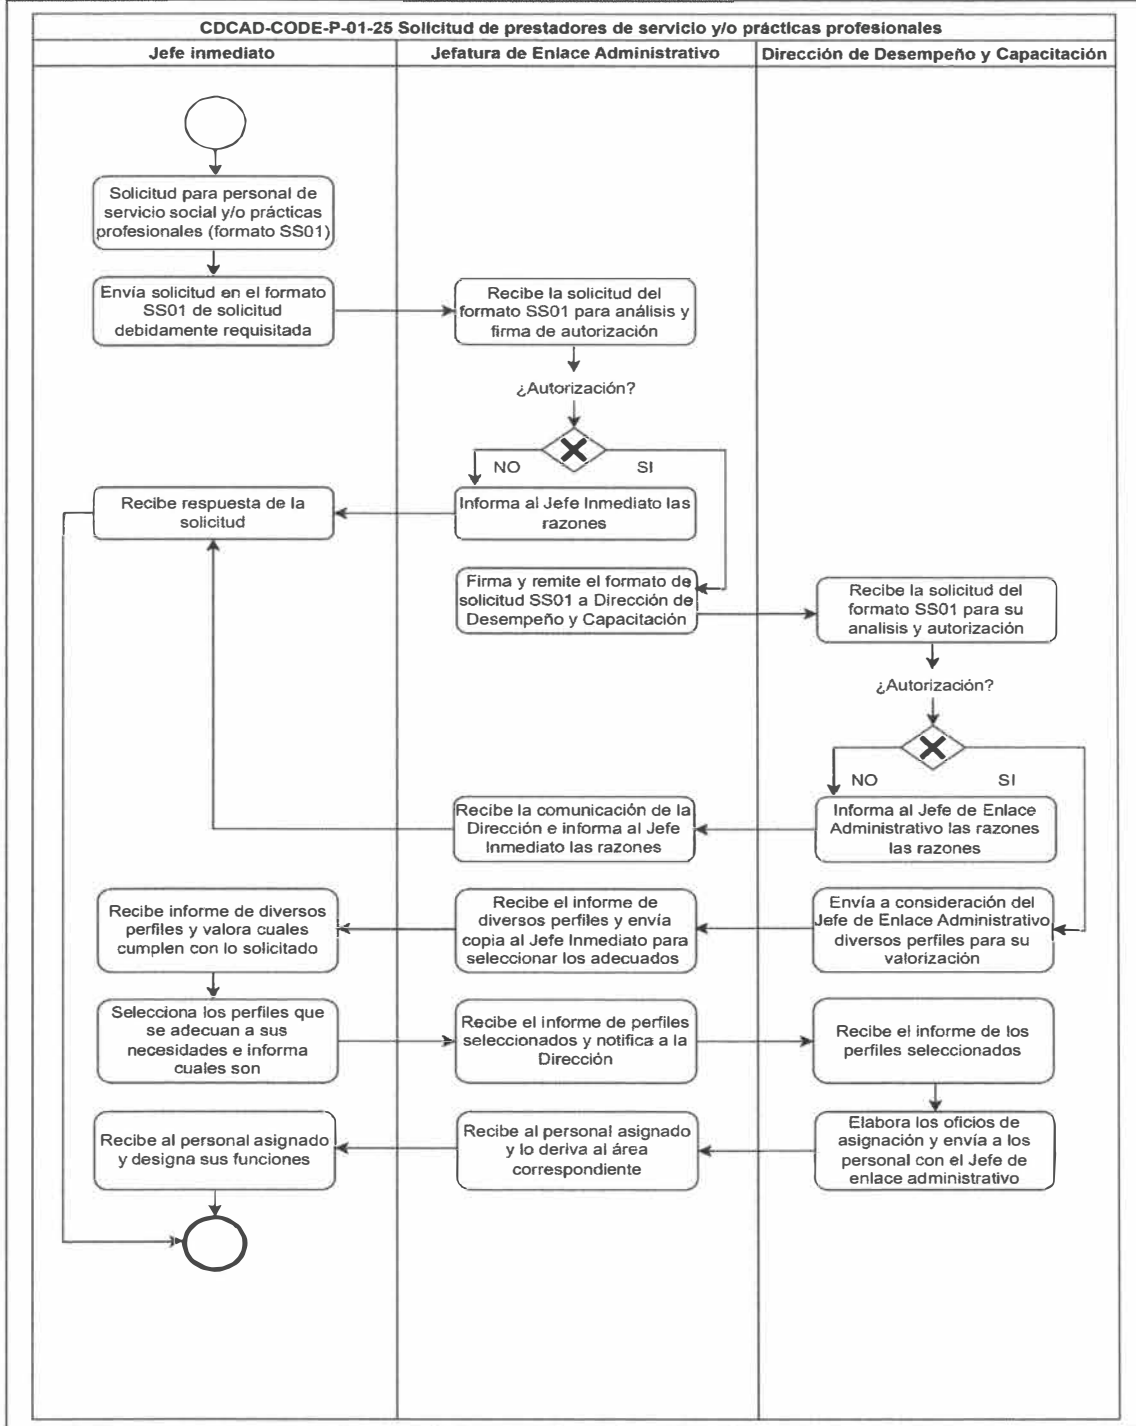 CDCAD-CODE-P-01-25 Solicitud de prestadores de servicio y/o prácticas profesionales
Jefe inmediato
Jefatura de Enlace Administrativo
Dirección de Desempeño y Capacitación
Solicitud para personal de
servicio social y/o prácticas
profesionales (formato SS01)
Envía solicitud en el formato
SS01 de solicitud
debidamente requisitada
Recibe la solicitud del
formato SS01 para análisis y
firma de autorización
¿Autorización?
NO
SI
Informa al Jefe Inmediato las
razones
Recibe respuesta de la
solicitud
Firma y remite el formato de
solicitud SS01 a Dirección de
Desempeño y Capacitación
Recibe la solicitud del
formato SS01 para su
analisis y autorización
¿Autorización?
NO
SI
Informa al Jefe de Enlace
Administrativo las razones
las razones
Recibe la comunicación de la
Dirección e informa al Jefe
Inmediato las razones
Envía a consideración del
Jefe de Enlace Administrativo
diversos perfiles para su
valorización
Recibe el informe de
diversos perfiles y envía
copia al Jefe Inmediato para
seleccionar los adecuados
Recibe informe de diversos
perfiles y valora cuales
cumplen con lo solicitado
Selecciona los perfiles que
se adecuan a sus
necesidades e informa
cuales son
Recibe el informe de perfiles
seleccionados y notifica a la
Dirección
Recibe el informe de los
perfiles seleccionados
Elabora los oficios de
asignación y envía a los
personal con el Jefe de
enlace administrativo
Recibe al personal asignado
y lo deriva al área
correspondiente
Recibe al personal asignado
y designa sus funciones